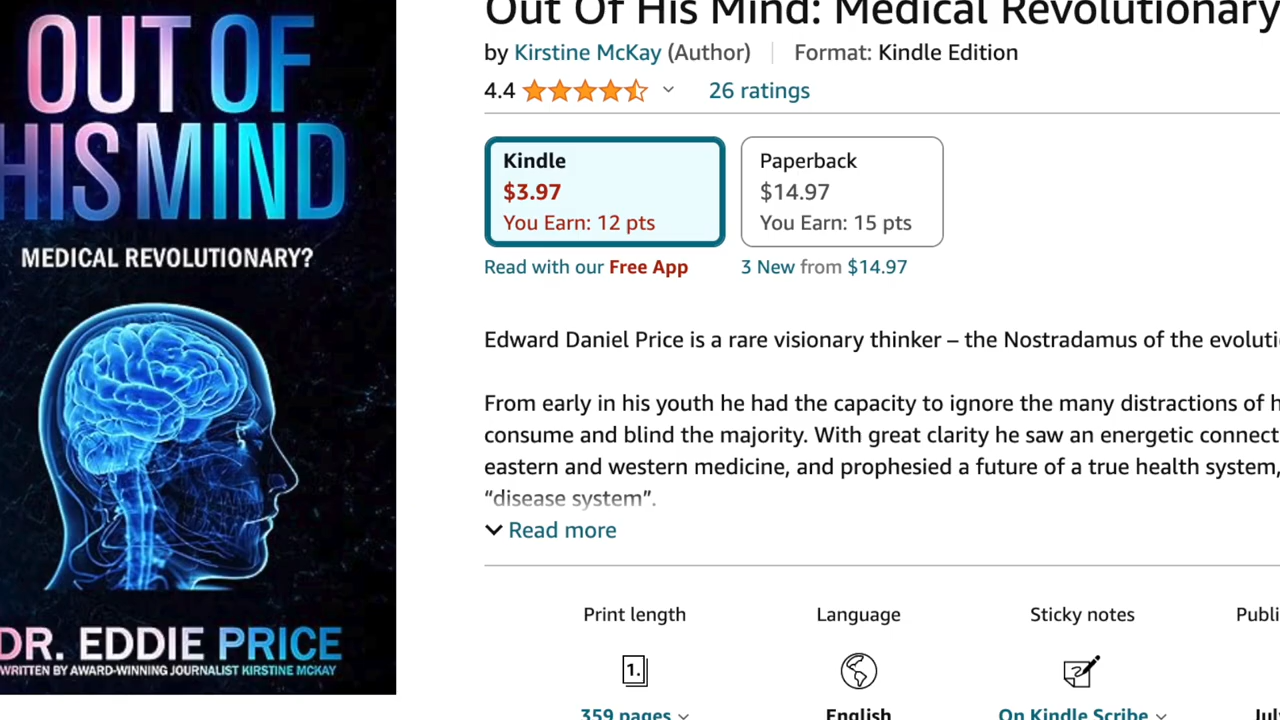 OUT OF
HIS MIND
MEDICAL REVOLUTIONARY?
DR. EDDIE PRICE
WRITTEN BY AWARD-WINNING JOURNALIST KIRSTINE MCKAY
Out Of His Mind: Medical Revolutionary
by Kirstine McKay (Author) Format: Kindle Edition
4.4 26 ratings
Kindle
$3.97
You Earn: 12 pts
Paperback
$14.97
You Earn: 15 pts
Read with our Free App
3 New from $14.97
Edward Daniel Price is a rare visionary thinker – the Nostradamus of the evoluti
From early in his youth he had the capacity to ignore the many distractions of h
consume and blind the majority. With great clarity he saw an energetic connect
eastern and western medicine, and prophesied a future of a true health system,
“disease system”.
Read more
Print length
1.
359 pages
Language
English
Sticky notes
On Kindle Scribe
Publi
Jul